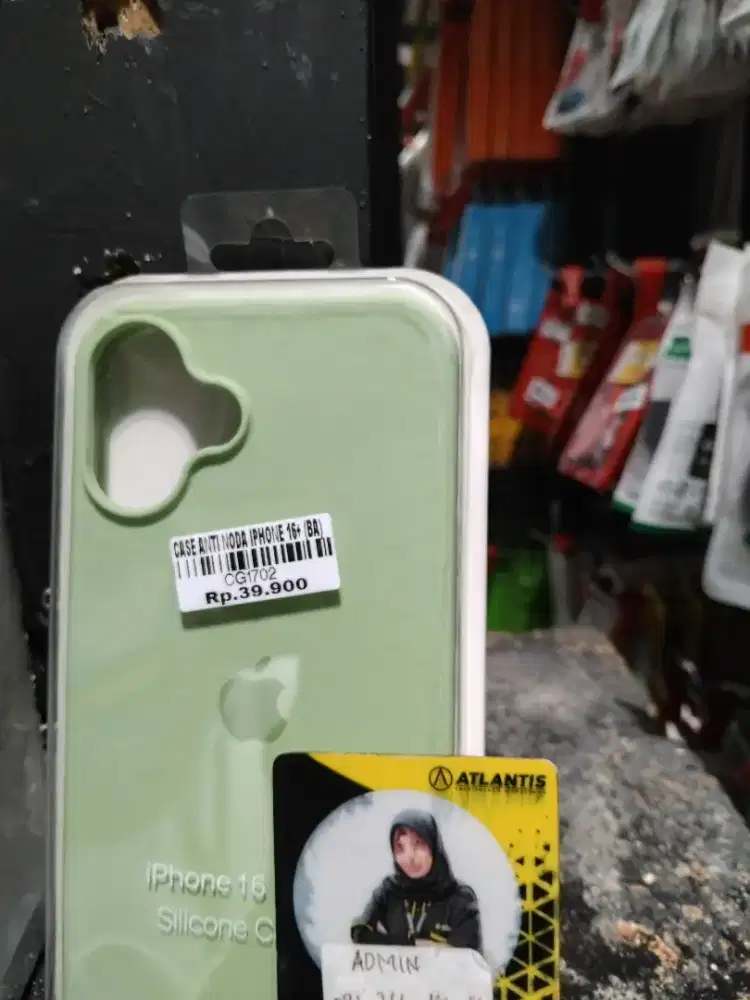 CASE ANTI NODA IPHONE 16+ (BA)
CG1702
Rp.39.900
iPhone 16
Silicone C
ATLANTIS
ADMIN